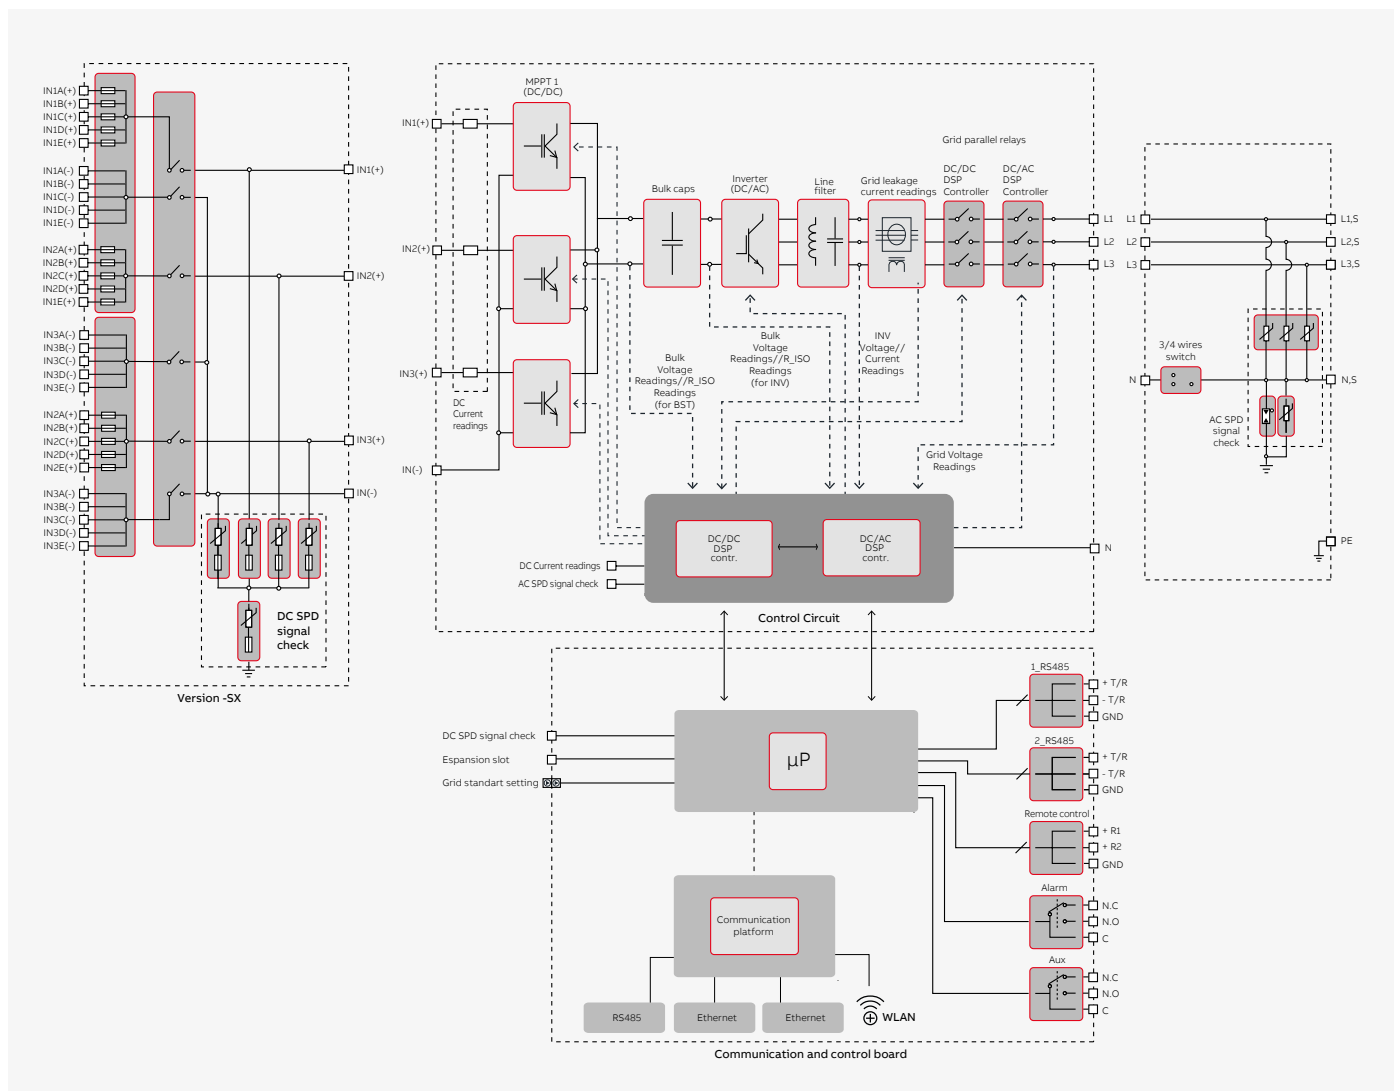 IN1A(+)
IN1B(+)
IN1C(+)
IN1D(+)
IN1E(+)
IN1A(-)
IN1B(-)
IN1C(-)
IN1D(-)
IN1E(-)
IN2A(+)
IN2B(+)
IN2C(+)
IN2D(+)
IN1E(+)
IN3A(-)
IN3B(-)
IN3C(-)
IN3D(-)
IN3E(-)
IN2A(+)
IN2B(+)
IN2C(+)
IN2D(+)
IN2E(+)
IN3A(-)
IN3B(-)
IN3C(-)
IN3D(-)
IN3E(-)
IN1(+)
IN2(+)
IN3(+)
IN(-)
DC SPD
signal
check
Version -SX
MPPT 1
(DC/DC)
IN1(+)
IN2(+)
IN3(+)
IN(-)
DC
Current
readings
Bulk caps
Inverter
(DC/AC)
Line
filter
Grid leakage
current readings
Grid parallel relays
DC/DC
DSP
Controller
DC/AC
DSP
Controller
L1
L2
L3
Bulk
Voltage
Readings//R_ISO
Readings
(for BST)
Bulk
Voltage
Readings//R_ISO
Readings
(for INV)
INV
Voltage//
Current
Readings
Grid Voltage
Readings
DC/DC
DSP
contr.
DC/AC
DSP
contr.
N
DC Current readings
AC SPD signal check
Control Circuit
L1
L2
L3
N
3/4 wires
switch
AC SPD
signal
check
L1,S
L2,S
L3,S
N,S
PE
DC SPD signal check
Espansion slot
Grid standart setting
µP
Communication
platform
RS485
Ethernet
Ethernet
WLAN
1_RS485
+ T/R
- T/R
GND
2_RS485
+ T/R
- T/R
GND
Remote control
+ R1
+ R2
GND
Alarm
N.C
N.O
C
Aux
N.C
N.O
C
Communication and control board